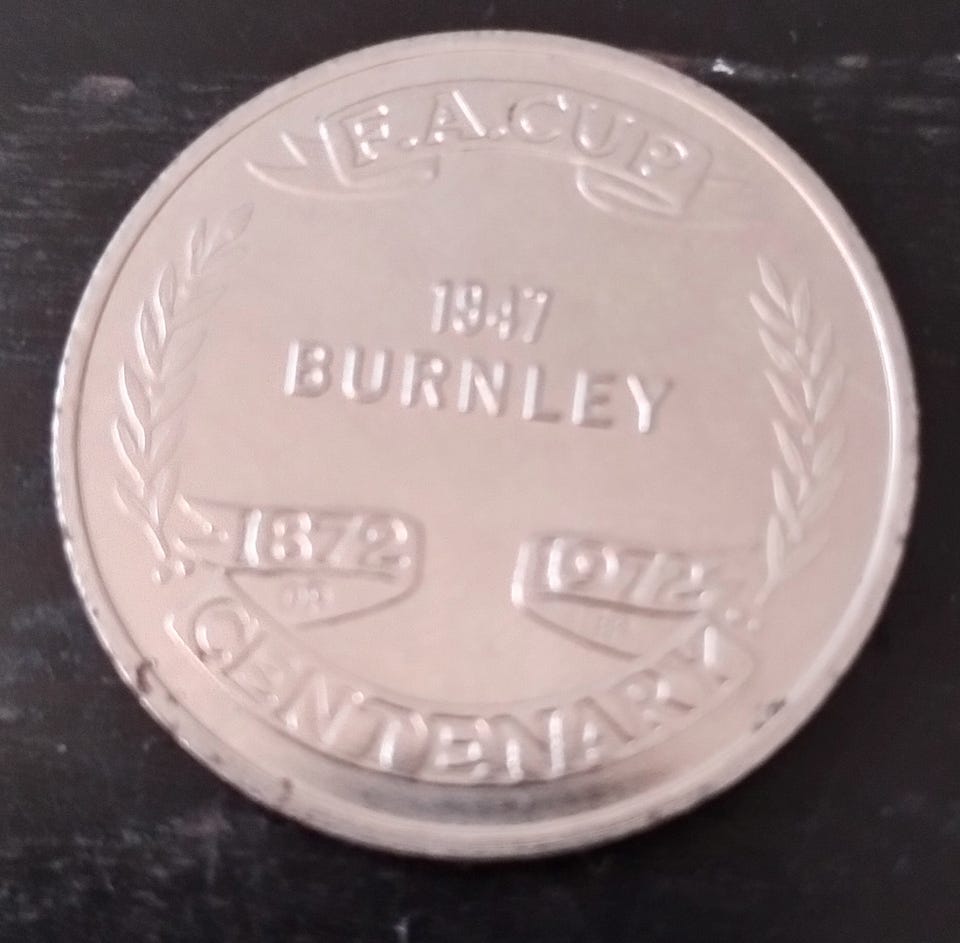 F.A.CUP
1947
BURNLEY
1872 1972
CENTENARY